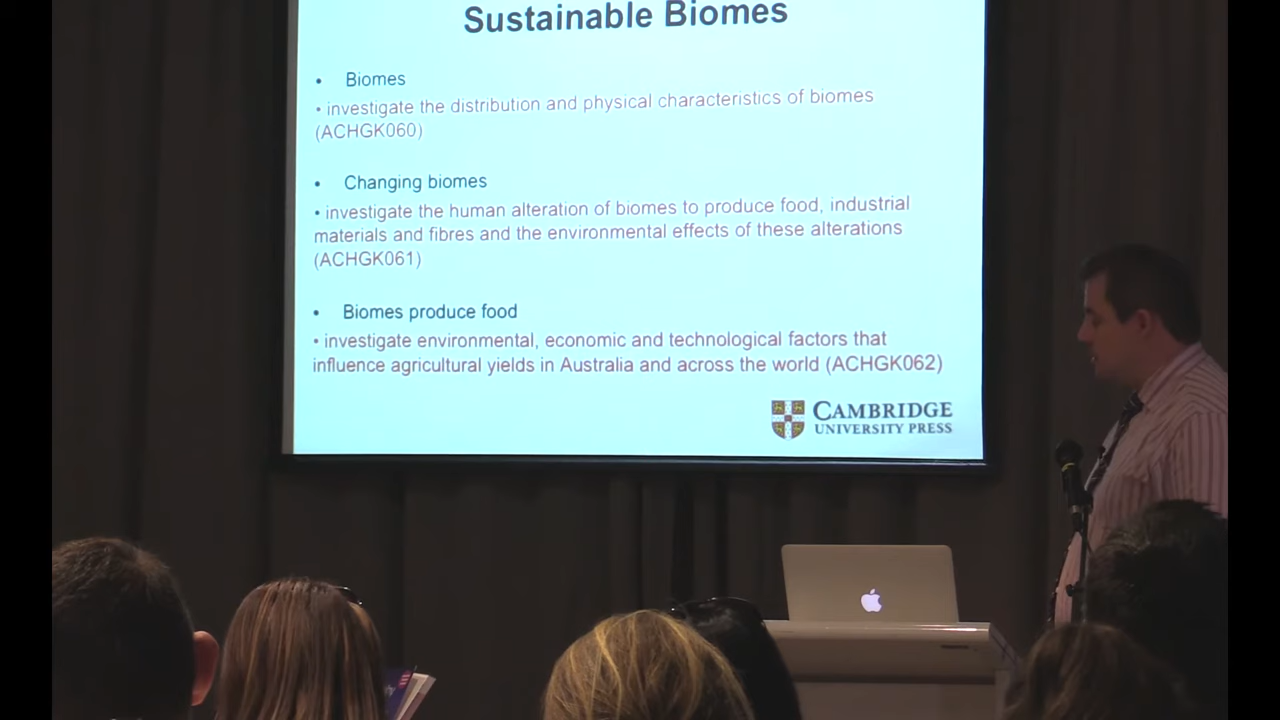 Sustainable Biomes
• Biomes
• investigate the distribution and physical characteristics of biomes
(ACHGK060)
• Changing biomes
• investigate the human alteration of biomes to produce food, industrial
materials and fibres and the environmental effects of these alterations
(ACHGK061)
• Biomes produce food
• investigate environmental, economic and technological factors that
influence agricultural yields in Australia and across the world (ACHGK062)
CAMBRIDGE
UNIVERSITY PRESS